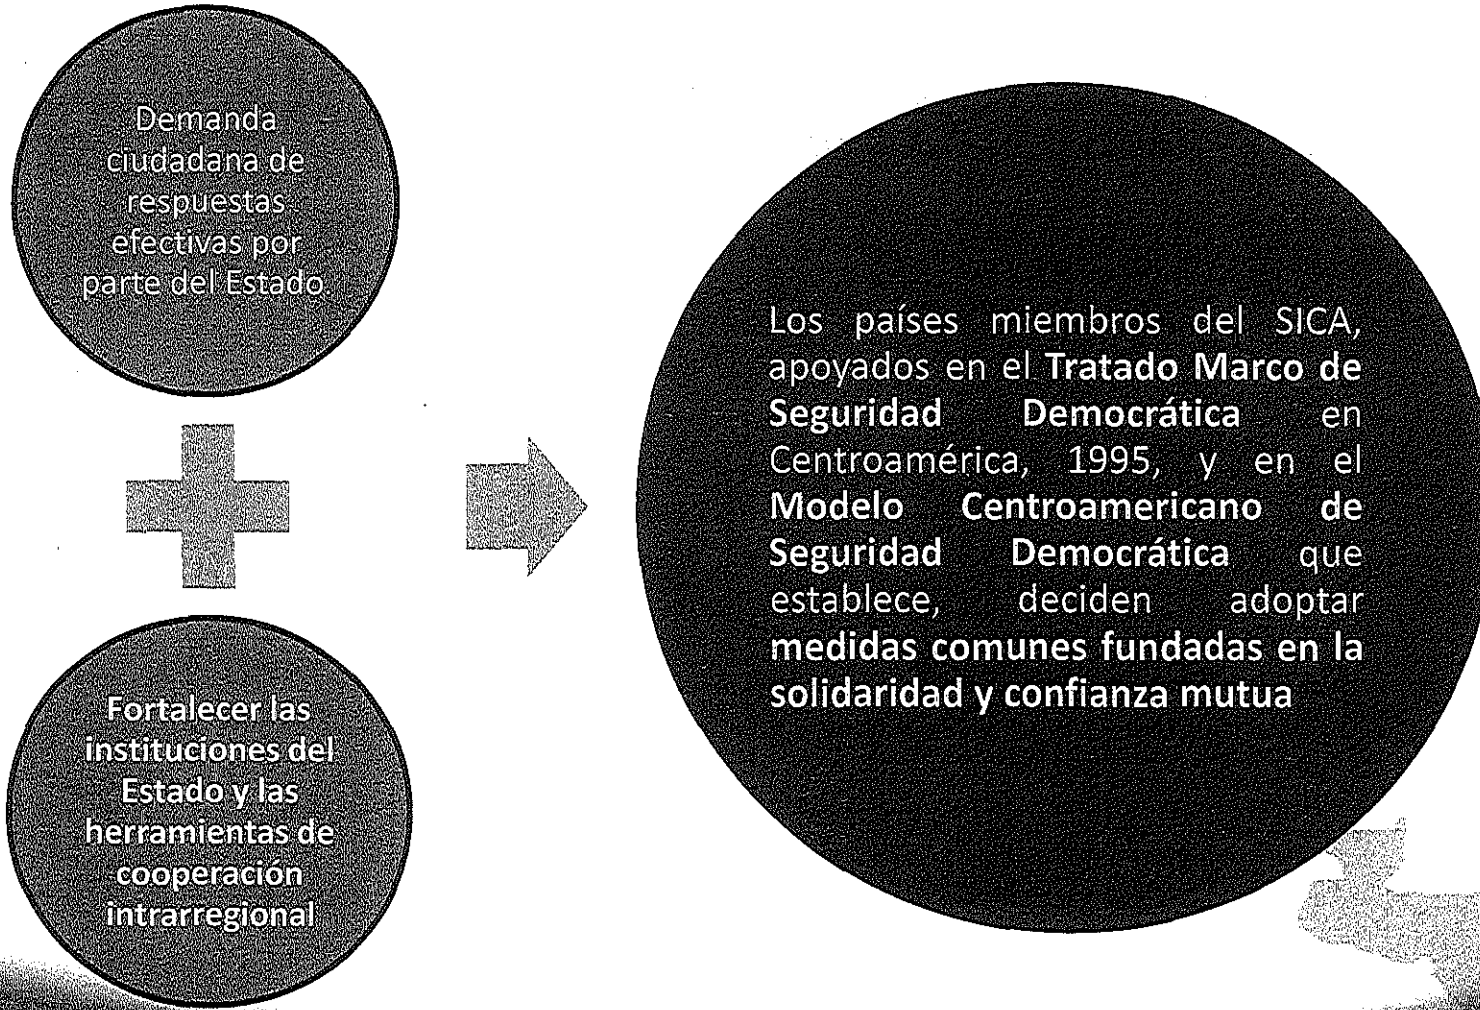 Demanda
ciudadana de
respuestas
efectivas por
parte del Estado.
Fortalecer las
instituciones del
Estado y las
herramientas de
cooperación
intrarregional
Los países miembros del SICA,
apoyados en el Tratado Marco de
Seguridad Democrática en
Centroamérica, 1995, y en el
Modelo Centroamericano de
Seguridad Democrática que
establece, deciden adoptar
medidas comunes fundadas en la
solidaridad y confianza mutua